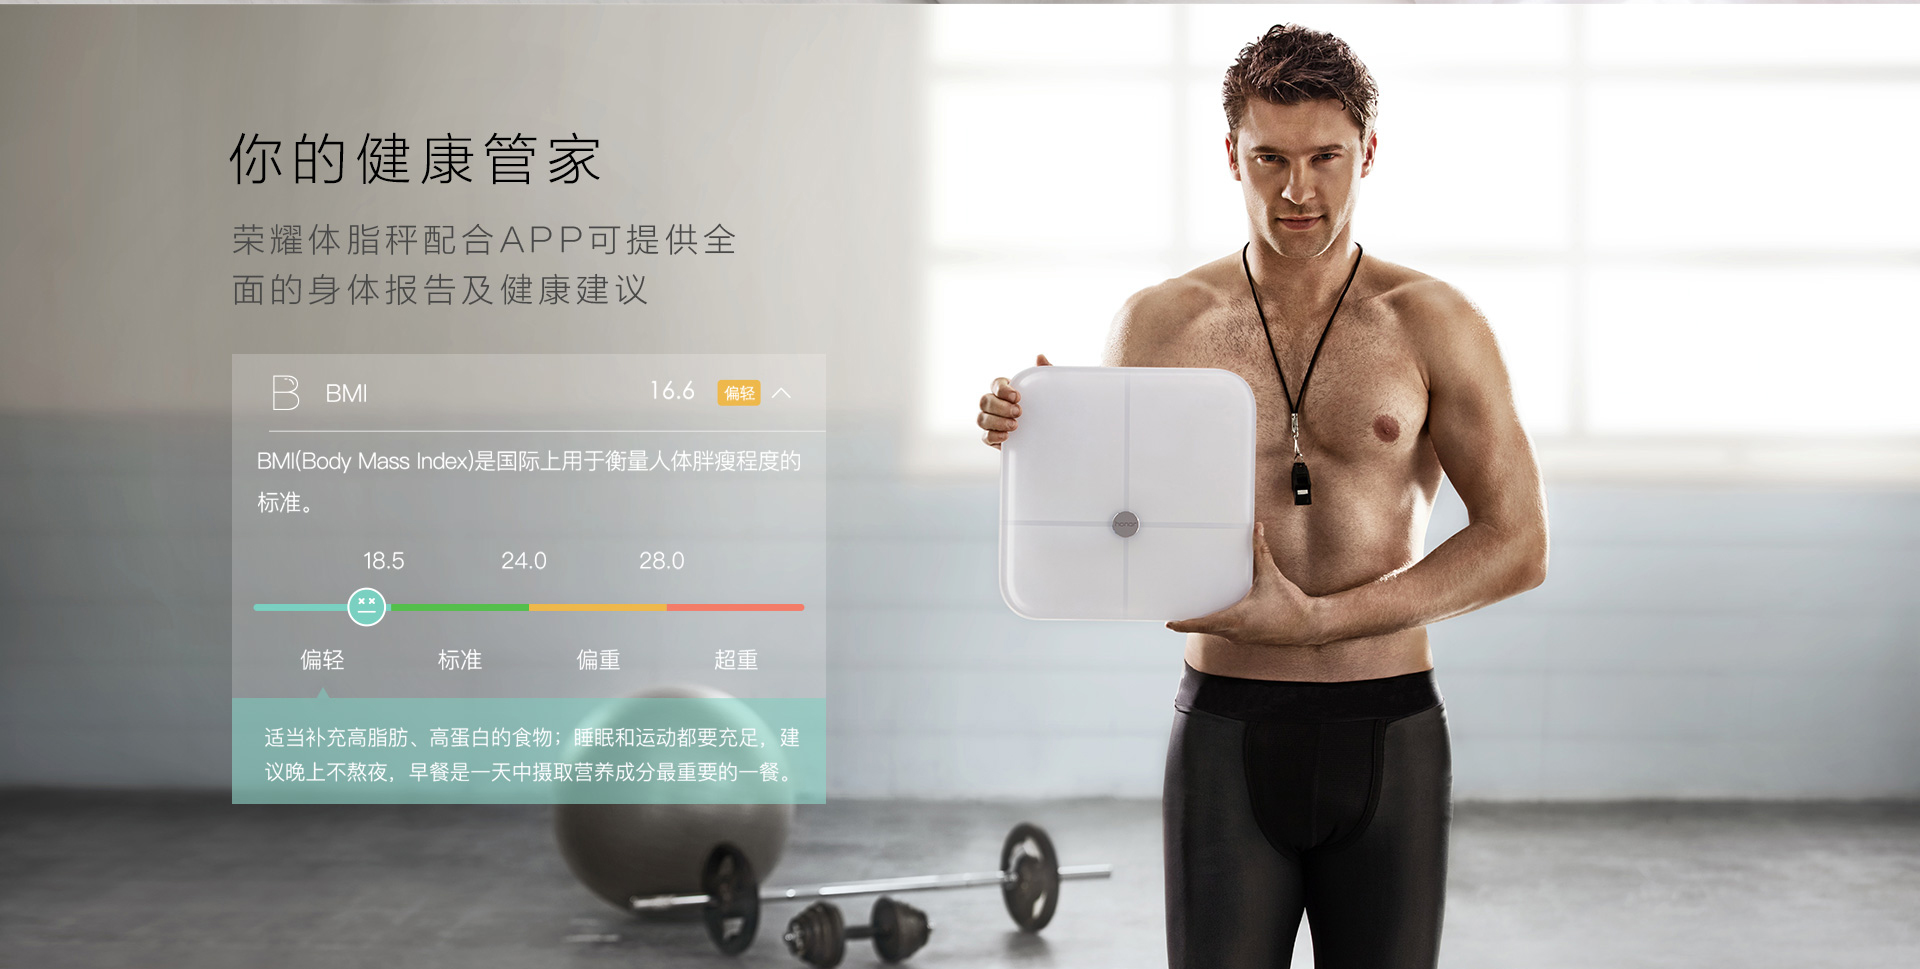 你的健康管家
荣耀体脂秤配合APP可提供全
面的身体报告及健康建议
BMI 16.6 偏轻
BMI(Body Mass Index)是国际上用于衡量人体胖瘦程度的
标准。
18.5 24.0 28.0
偏轻 标准 偏重 超重
适当补充高脂肪、高蛋白的食物；睡眠和运动都要充足，建
议晚上不熬夜，早餐是一天中摄取营养成分最重要的一餐。
honor